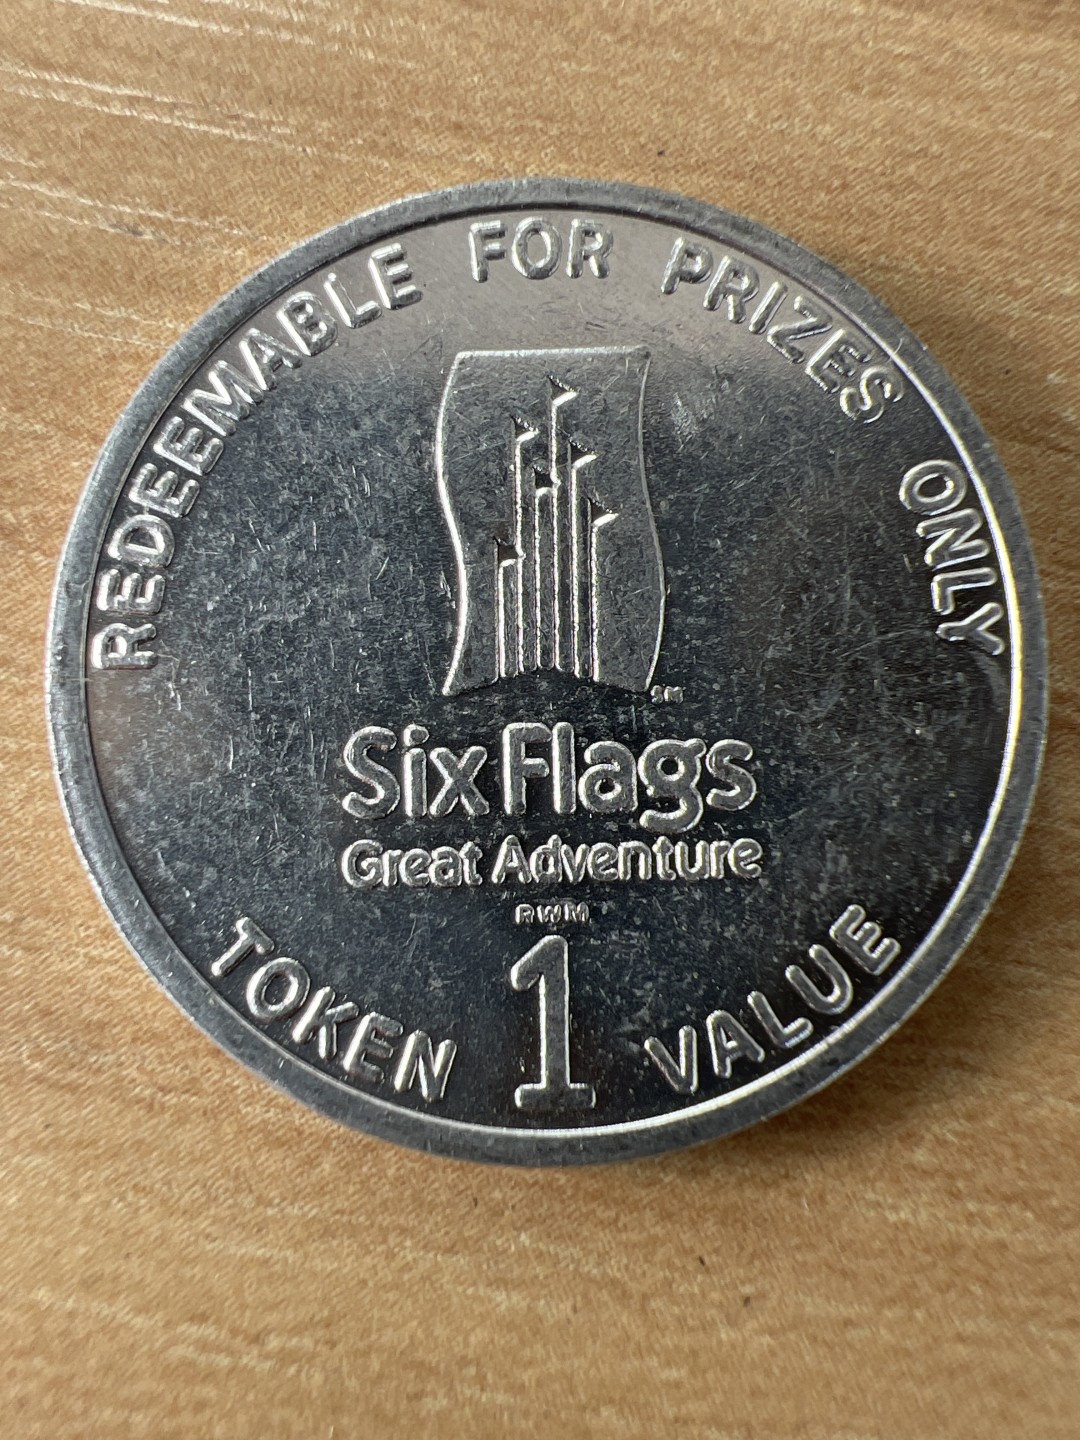 REDEEMABLE FOR PRIZES ONLY
SM
Six Flags
Great Adventure
RWM
TOKEN 1 VALUE